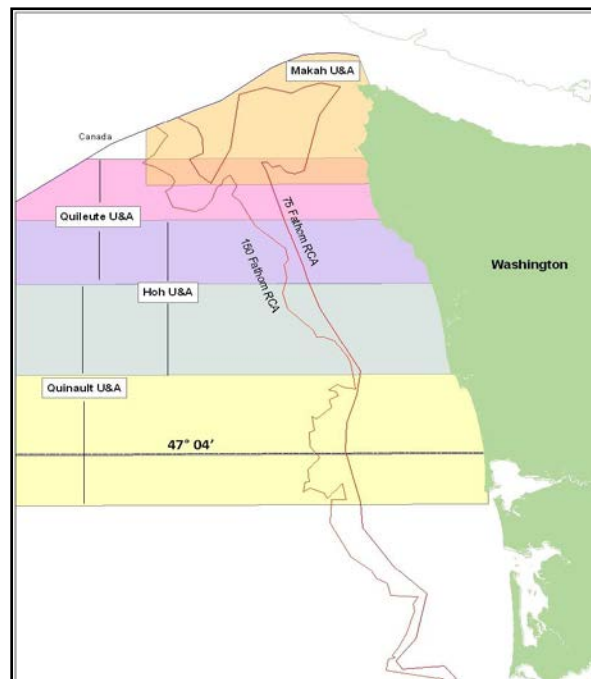 Makah U&A
Canada
Quileute U&A
75 Fathom RCA
150 Fathom RCA
Washington
Hoh U&A
Quinault U&A
47° 04'